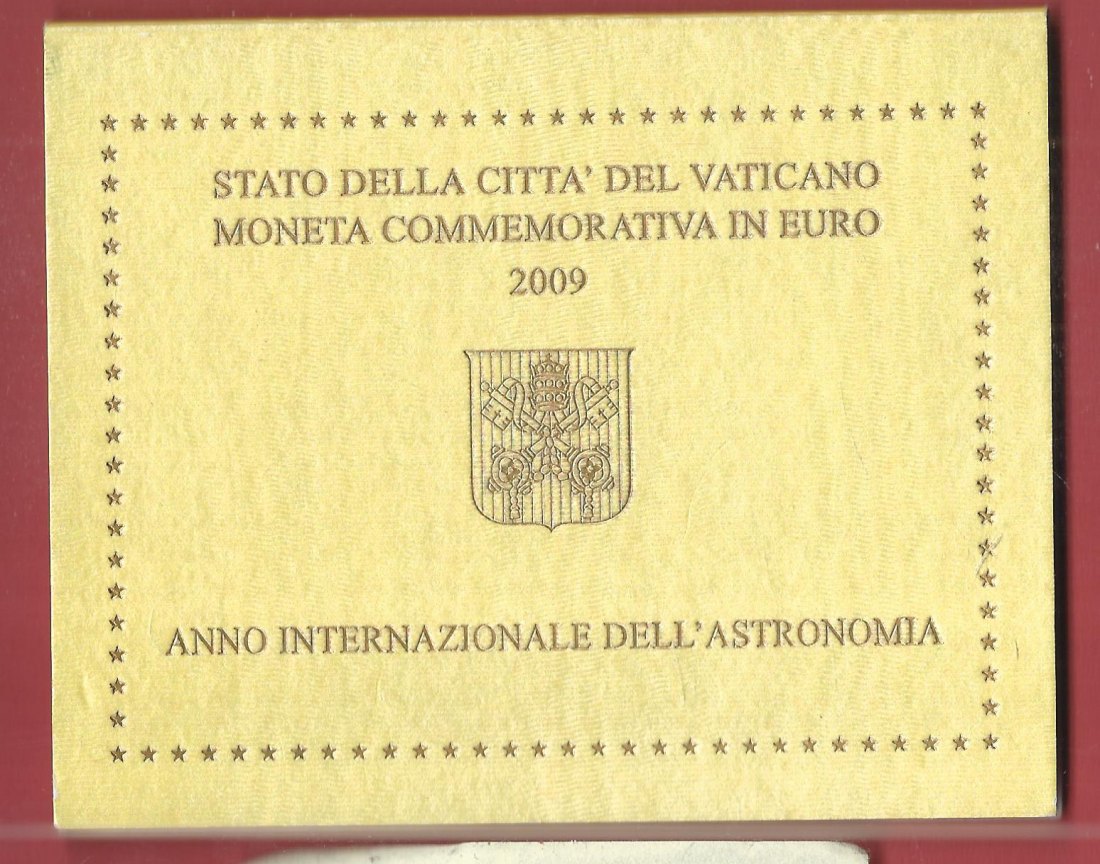 STATO DELLA CITTA' DEL VATICANO
MONETA COMMEMORATIVA IN EURO
2009
ANNO INTERNAZIONALE DELL'ASTRONOMIA